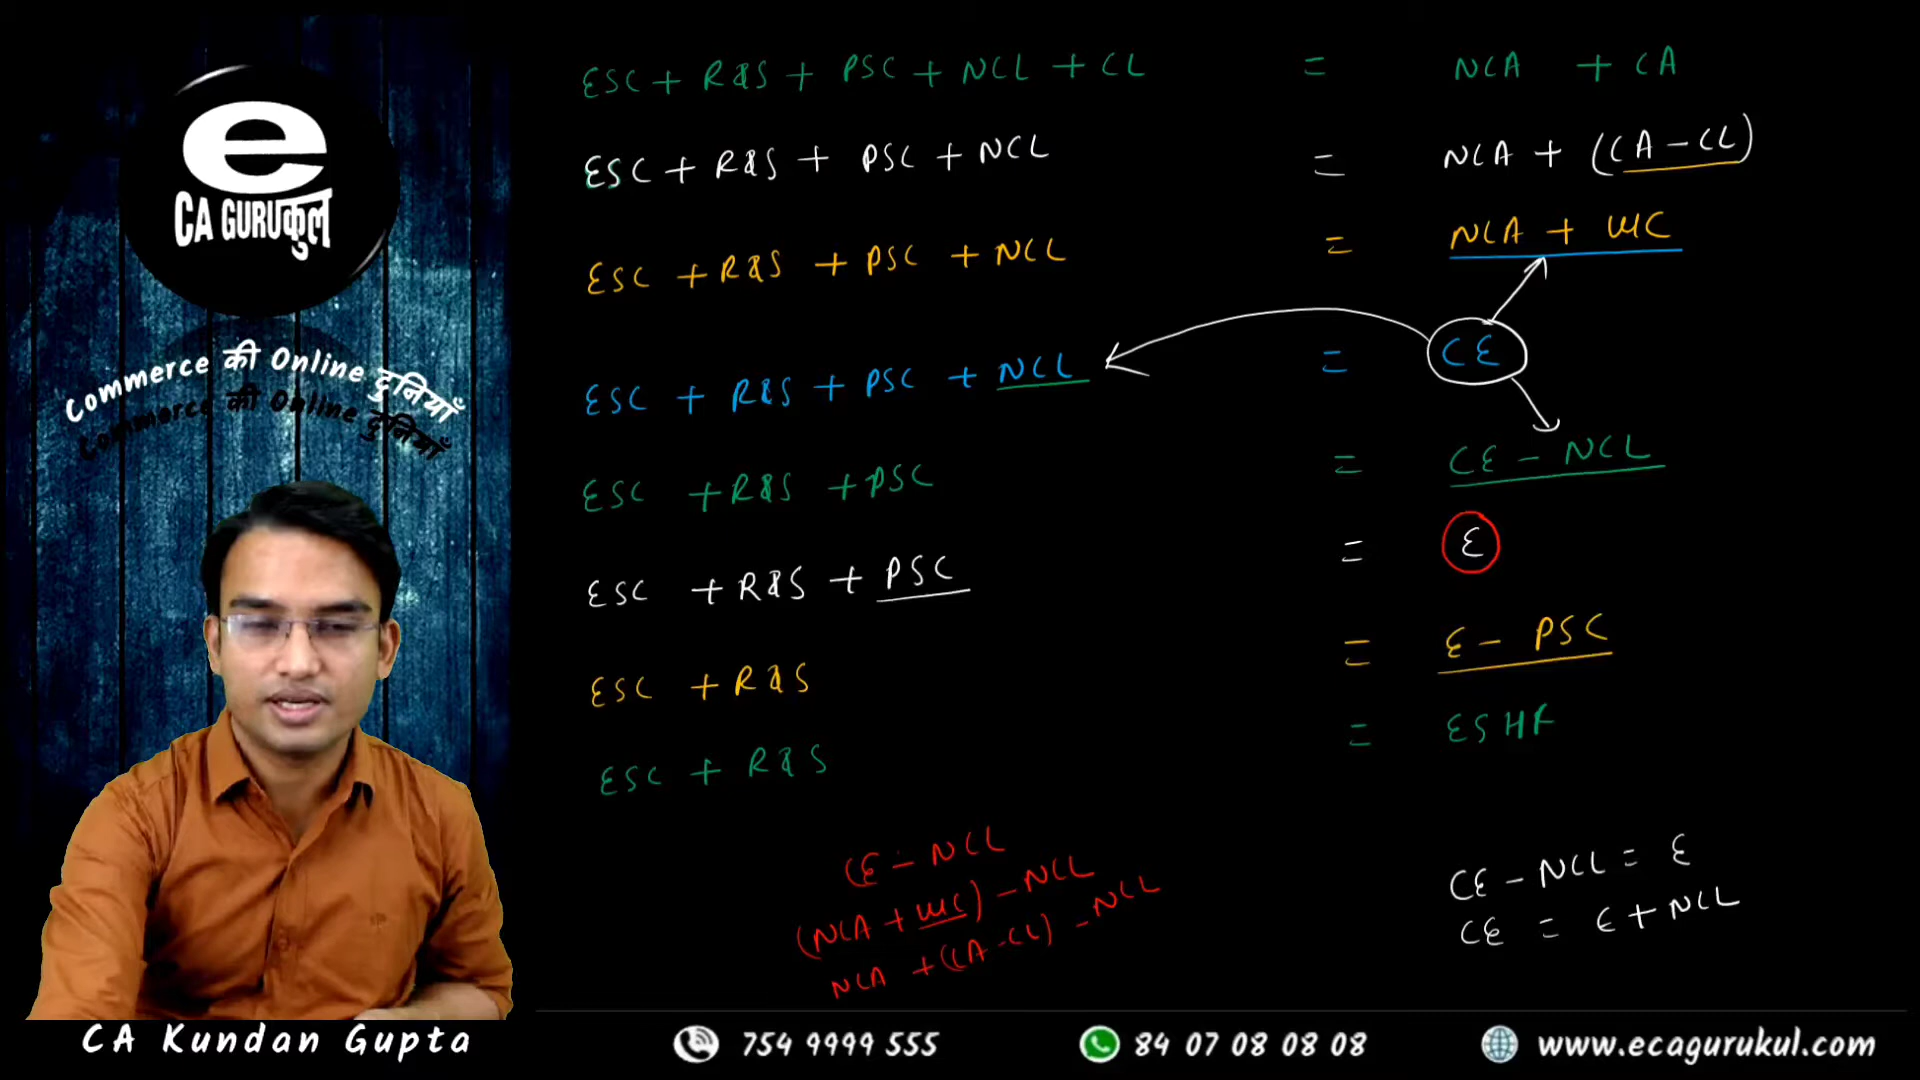 e
CA GURUकुल
Commerce की Online दुनियाँ
Commerce की Online दुनियाँ
ESC + R&S + PSC + NCL + CL = NCA + CA
ESC + R&S + PSC + NCL = NCA + (CA - CL)
ESC + R&S + PSC + NCL = NCA + WC
ESC + R&S + PSC + NCL = CE
ESC + R&S + PSC = CE - NCL
ESC + R&S + PSC = E
ESC + R&S = E - PSC
ESC + R&S = ESHF
CE - NCL
(NCA + WC) - NCL
NCA + (CA - CL) - NCL
CE - NCL = E
CE = E + NCL
CA Kundan Gupta
754 9999 555
84 07 08 08 08
www.ecagurukul.com